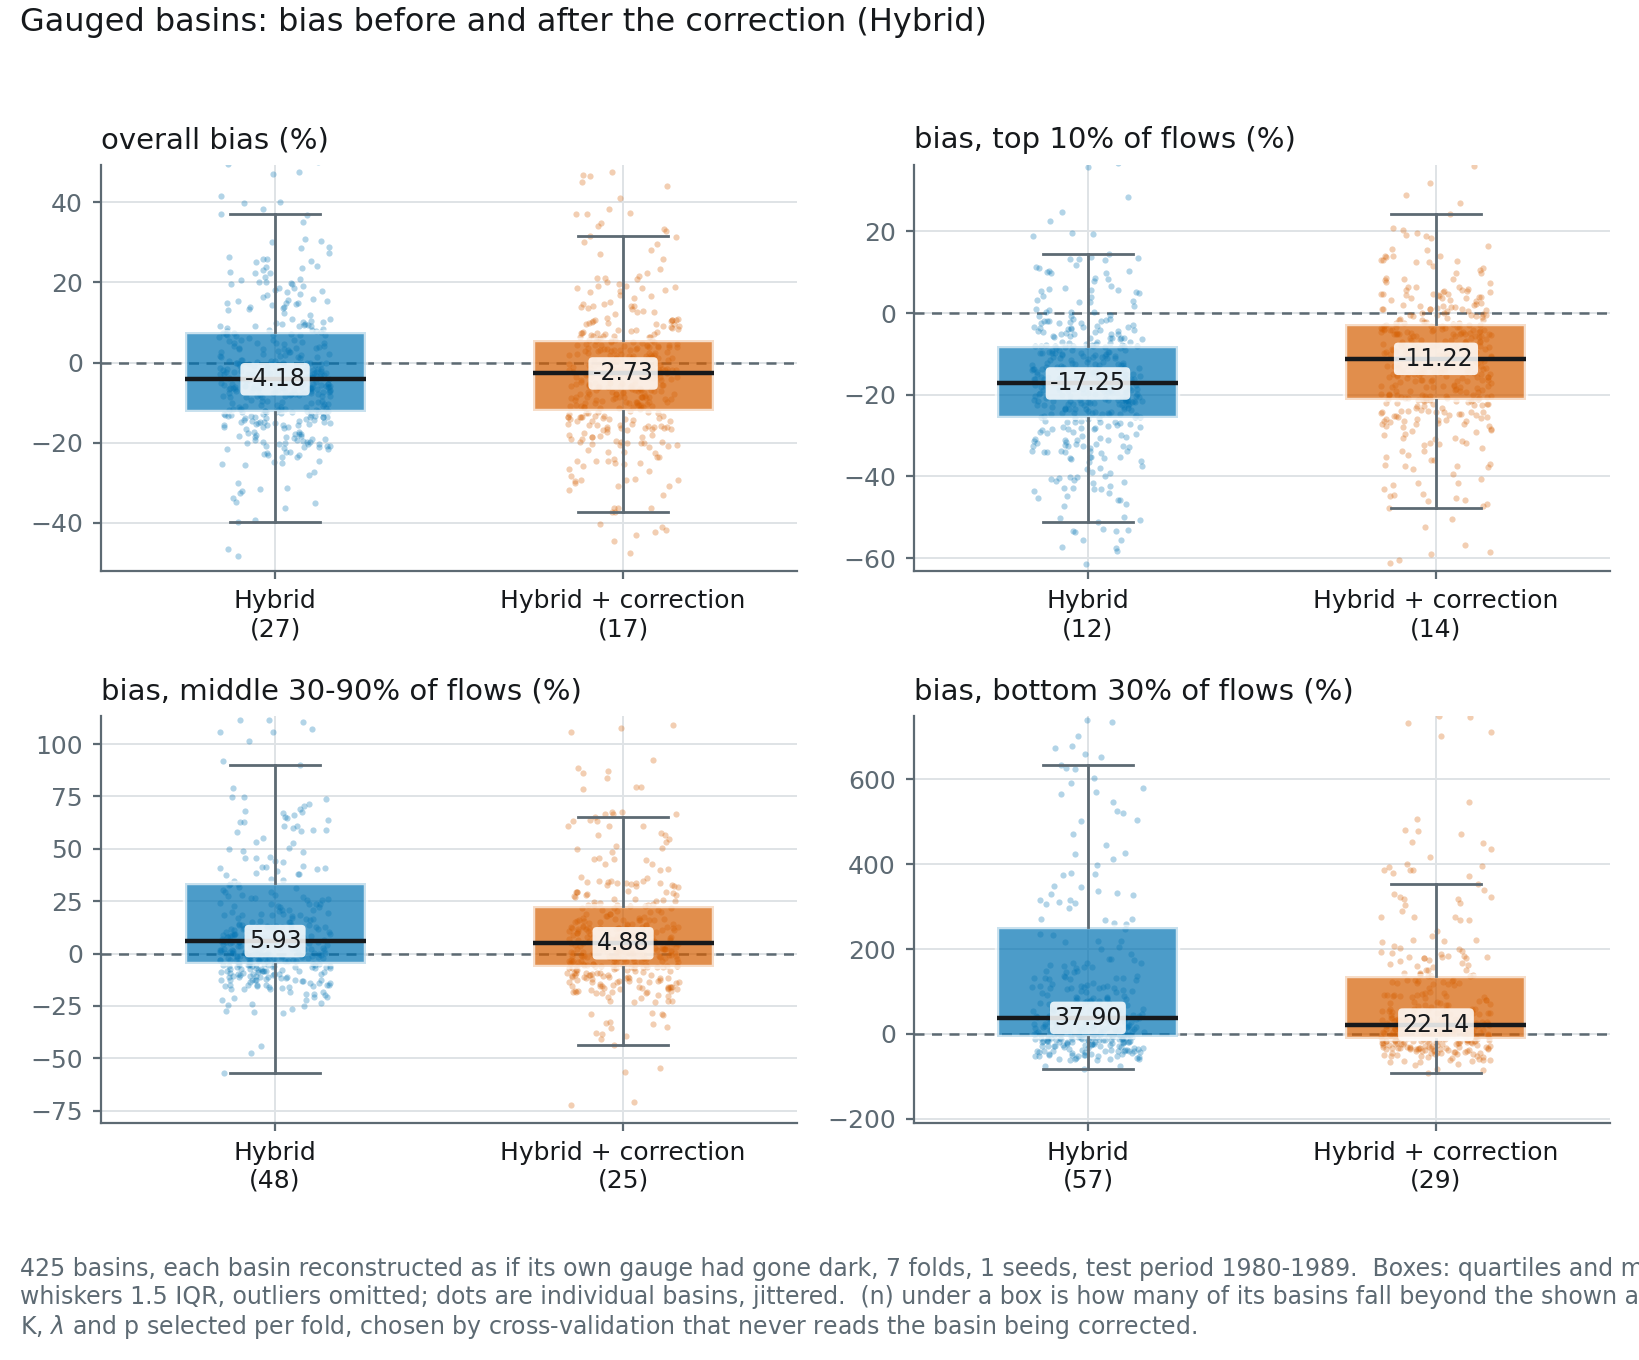 Gauged basins: bias before and after the correction (Hybrid)
overall bias (%)
40
20
0
−20
−40
-4.18
-2.73
Hybrid
(27)
Hybrid + correction
(17)
bias, top 10% of flows (%)
20
0
−20
−40
−60
-17.25
-11.22
Hybrid
(12)
Hybrid + correction
(14)
bias, middle 30-90% of flows (%)
100
75
50
25
0
−25
−50
−75
5.93
4.88
Hybrid
(48)
Hybrid + correction
(25)
bias, bottom 30% of flows (%)
600
400
200
0
−200
37.90
22.14
Hybrid
(57)
Hybrid + correction
(29)
425 basins, each basin reconstructed as if its own gauge had gone dark, 7 folds, 1 seeds, test period 1980-1989. Boxes: quartiles and
whiskers 1.5 IQR, outliers omitted; dots are individual basins, jittered. (n) under a box is how many of its basins fall beyond the shown
K, λ and p selected per fold, chosen by cross-validation that never reads the basin being corrected.